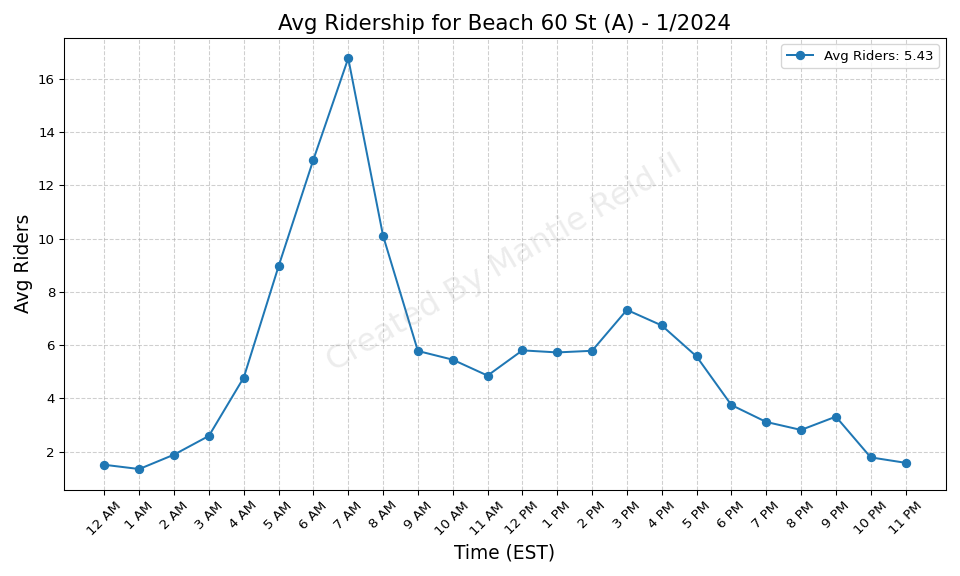 Avg Ridership for Beach 60 St (A) - 1/2024
Avg Riders: 5.43
Avg Riders
16
14
12
10
8
6
4
2
Created By Mantie Reid II
12 AM
1 AM
2 AM
3 AM
4 AM
5 AM
6 AM
7 AM
8 AM
9 AM
10 AM
11 AM
12 PM
1 PM
2 PM
3 PM
4 PM
5 PM
6 PM
7 PM
8 PM
9 PM
10 PM
11 PM
Time (EST)